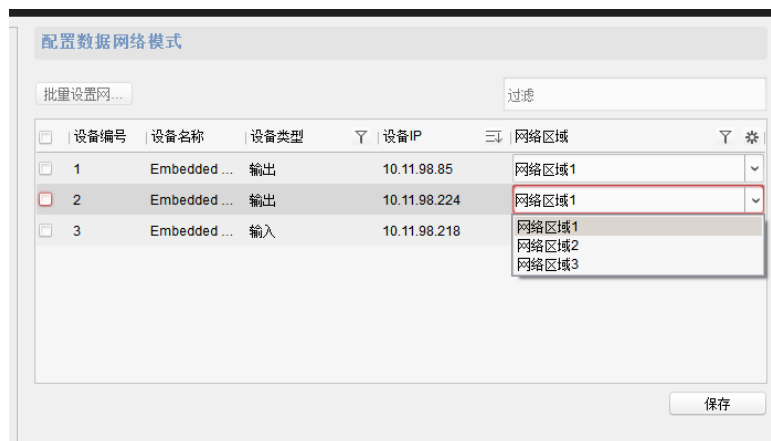 配置数据网络模式
批量设置网... 过滤
设备编号 设备名称 设备类型 设备IP 网络区域
1 Embedded ... 输出 10.11.98.85 网络区域1
2 Embedded ... 输出 10.11.98.224 网络区域1
3 Embedded ... 输入 10.11.98.218
网络区域1
网络区域2
网络区域3
保存